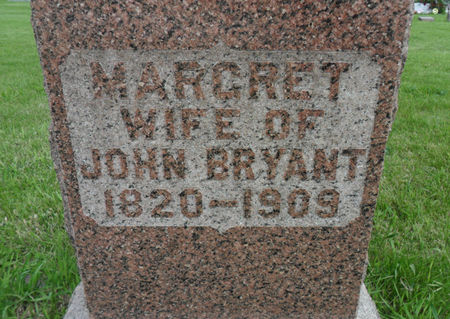 MARGRET
WIFE OF
JOHN BRYANT
1820-1909